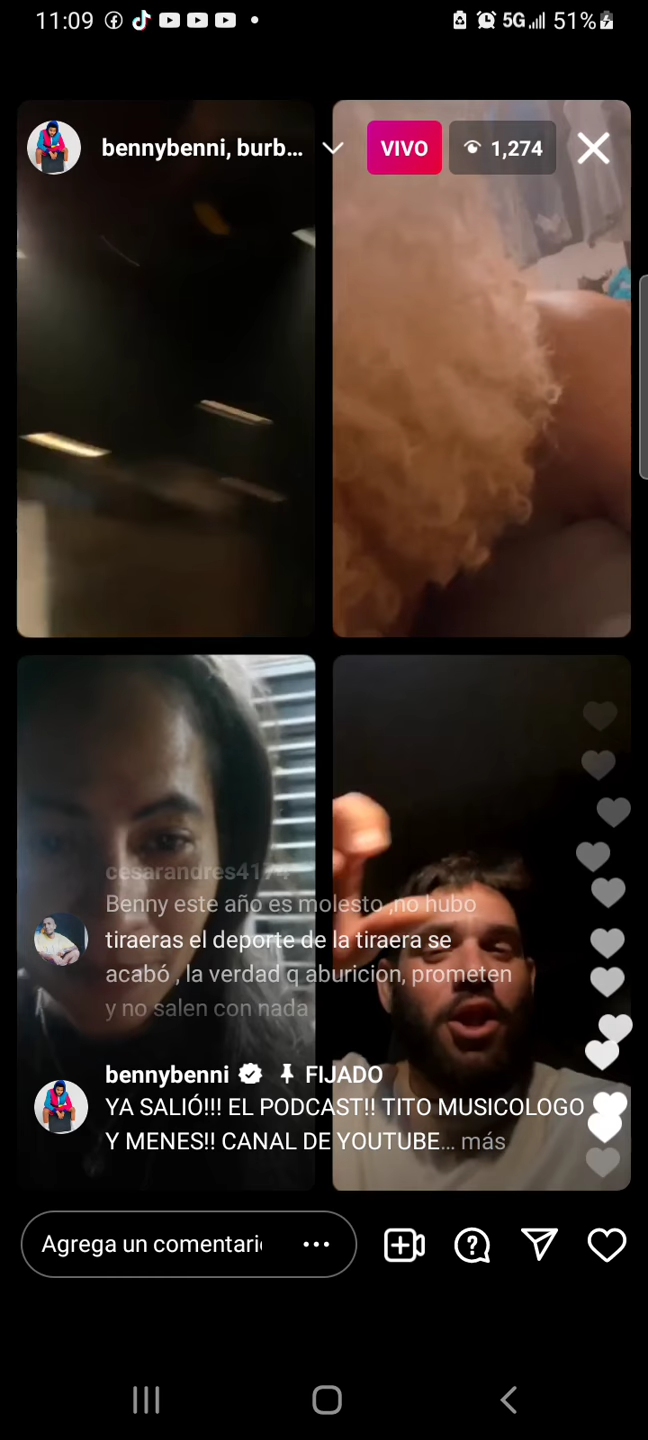 11:09
5G
51%
bennybenni, burb...
VIVO
1,274
cesarandres4174
Benny este año es molesto ,no hubo
tiraeras el deporte de la tiraera se
acabó , la verdad q aburicion, prometen
y no salen con nada
bennybenni FIJADO
YA SALIÓ!!! EL PODCAST!! TITO MUSICOLOGO
Y MENES!! CANAL DE YOUTUBE... más
Agrega un comentari